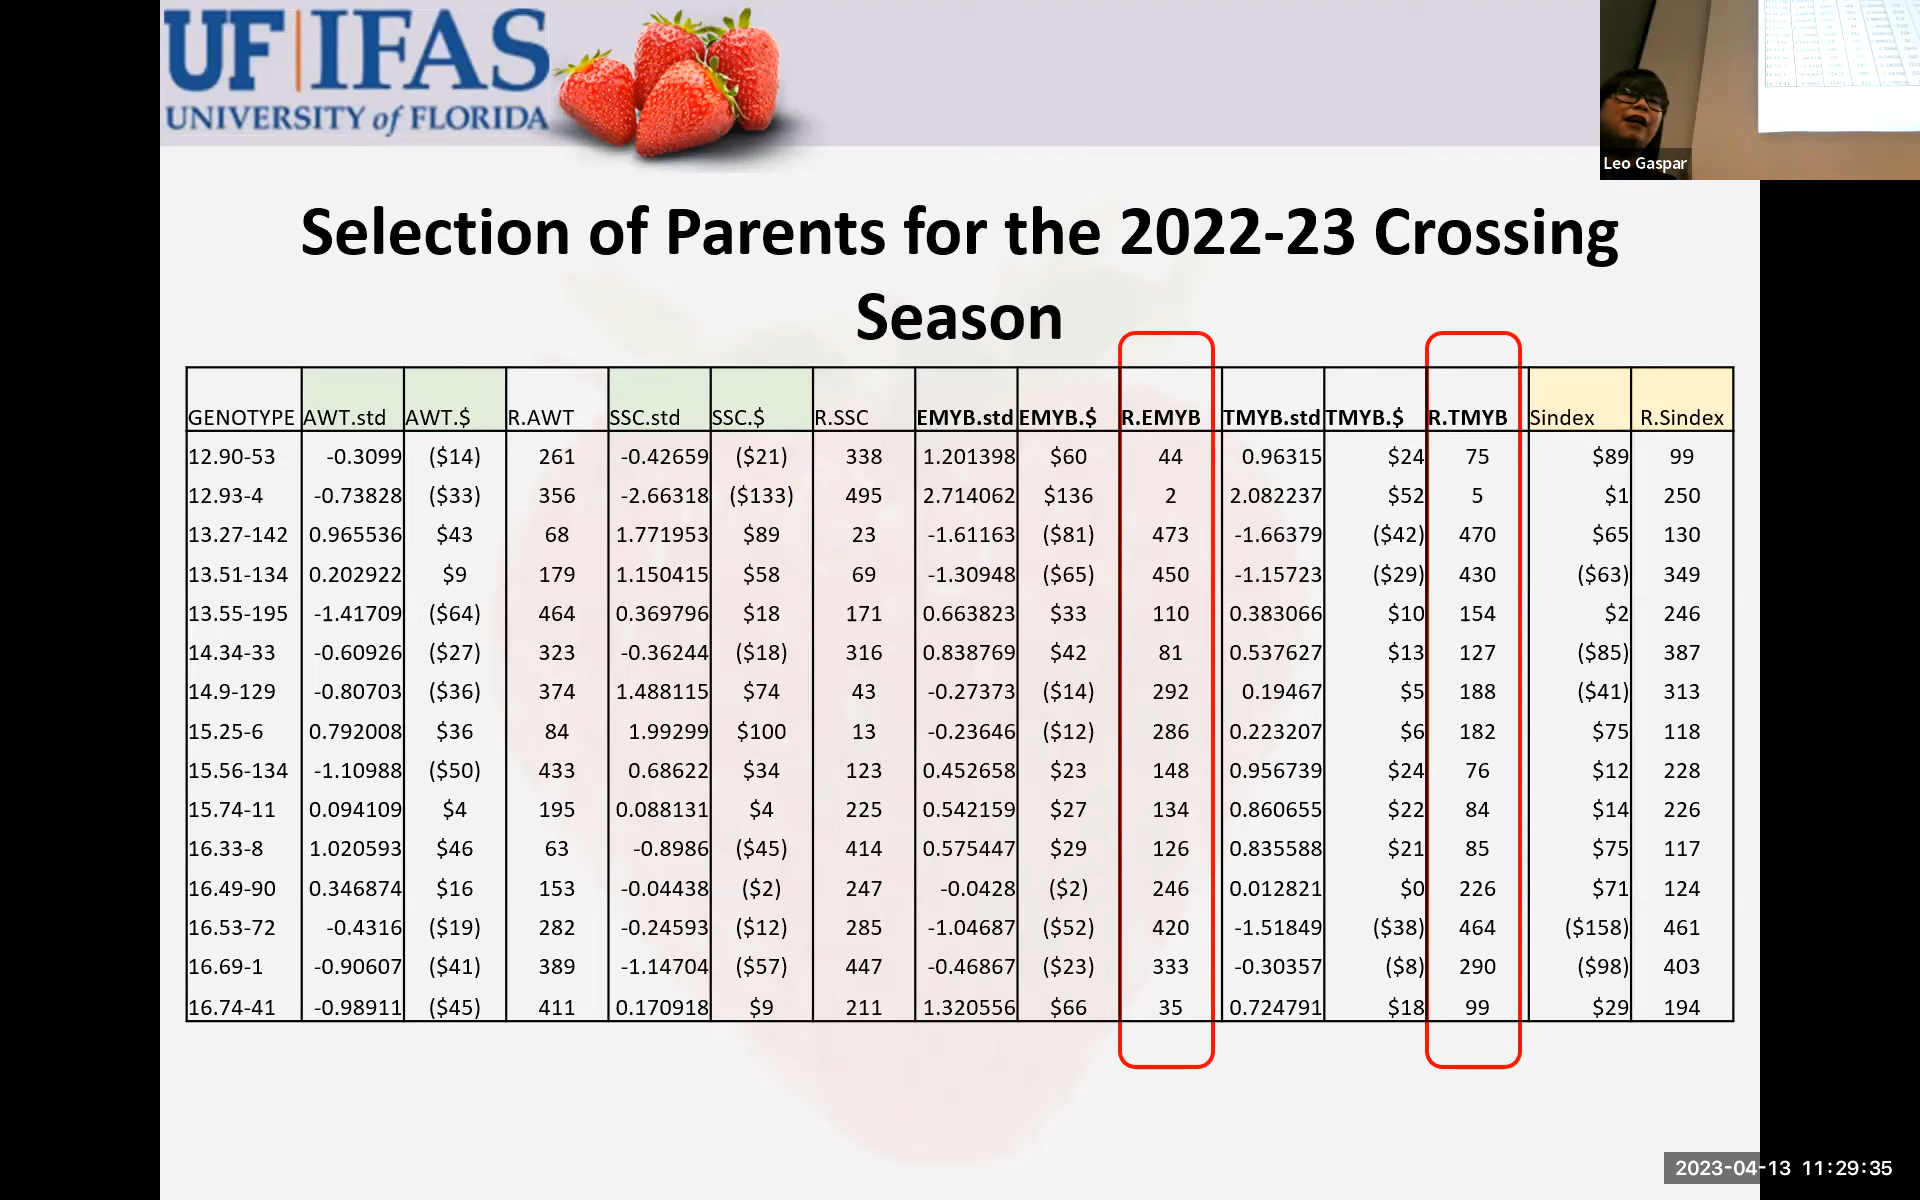 UF|IFAS
UNIVERSITY of FLORIDA
Leo Gaspar
Selection of Parents for the 2022-23 Crossing
Season
GENOTYPE AWT.std AWT.$ R.AWT SSC.std SSC.$ R.SSC EMYB.std EMYB.$ R.EMYB TMYB.std TMYB.$ R.TMYB Sindex R.Sindex
12.90-53 -0.3099 ($14) 261 -0.42659 ($21) 338 1.201398 $60 44 0.96315 $24 75 $89 99
12.93-4 -0.73828 ($33) 356 -2.66318 ($133) 495 2.714062 $136 2 2.082237 $52 5 $1 250
13.27-142 0.965536 $43 68 1.771953 $89 23 -1.61163 ($81) 473 -1.66379 ($42) 470 $65 130
13.51-134 0.202922 $9 179 1.150415 $58 69 -1.30948 ($65) 450 -1.15723 ($29) 430 ($63) 349
13.55-195 -1.41709 ($64) 464 0.369796 $18 171 0.663823 $33 110 0.383066 $10 154 $2 246
14.34-33 -0.60926 ($27) 323 -0.36244 ($18) 316 0.838769 $42 81 0.537627 $13 127 ($85) 387
14.9-129 -0.80703 ($36) 374 1.488115 $74 43 -0.27373 ($14) 292 0.19467 $5 188 ($41) 313
15.25-6 0.792008 $36 84 1.99299 $100 13 -0.23646 ($12) 286 0.223207 $6 182 $75 118
15.56-134 -1.10988 ($50) 433 0.68622 $34 123 0.452658 $23 148 0.956739 $24 76 $12 228
15.74-11 0.094109 $4 195 0.088131 $4 225 0.542159 $27 134 0.860655 $22 84 $14 226
16.33-8 1.020593 $46 63 -0.8986 ($45) 414 0.575447 $29 126 0.835588 $21 85 $75 117
16.49-90 0.346874 $16 153 -0.04438 ($2) 247 -0.0428 ($2) 246 0.012821 $0 226 $71 124
16.53-72 -0.4316 ($19) 282 -0.24593 ($12) 285 -1.04687 ($52) 420 -1.51849 ($38) 464 ($158) 461
16.69-1 -0.90607 ($41) 389 -1.14704 ($57) 447 -0.46867 ($23) 333 -0.30357 ($8) 290 ($98) 403
16.74-41 -0.98911 ($45) 411 0.170918 $9 211 1.320556 $66 35 0.724791 $18 99 $29 194
2023-04-13 11:29:35